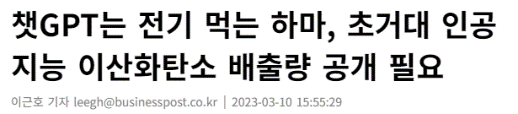 챗GPT는 전기 먹는 하마, 초거대 인공
지능 이산화탄소 배출량 공개 필요
이근호 기자 leegh@businesspost.co.kr | 2023-03-10 15:55:29